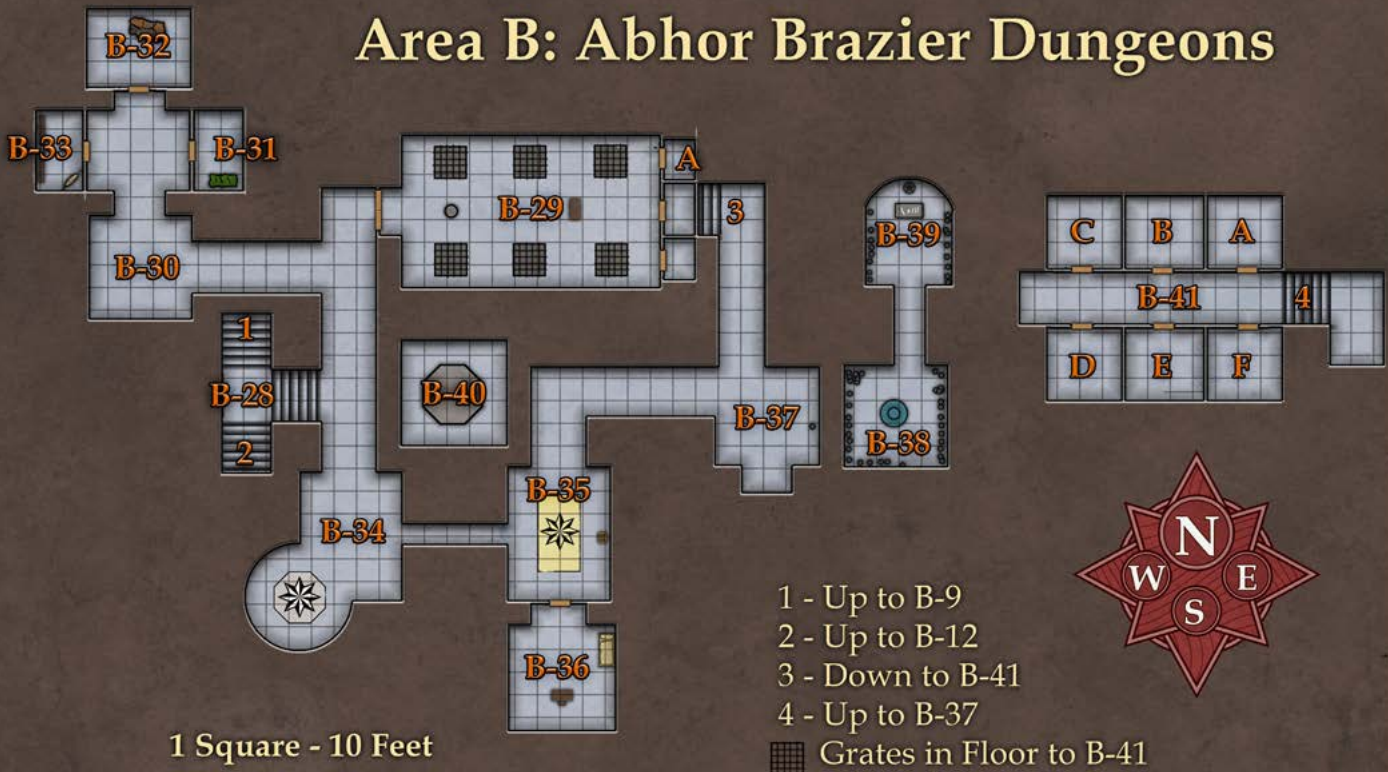 Area B: Abhor Brazier Dungeons
B-32
B-33
B-31
A
B-29
3
B-39
C
B
A
B-30
B-41
4
1
B-28
2
B-40
B-37
D
E
F
B-38
B-35
B-34
B-36
N
W
E
S
1 - Up to B-9
2 - Up to B-12
3 - Down to B-41
4 - Up to B-37
Grates in Floor to B-41
1 Square - 10 Feet